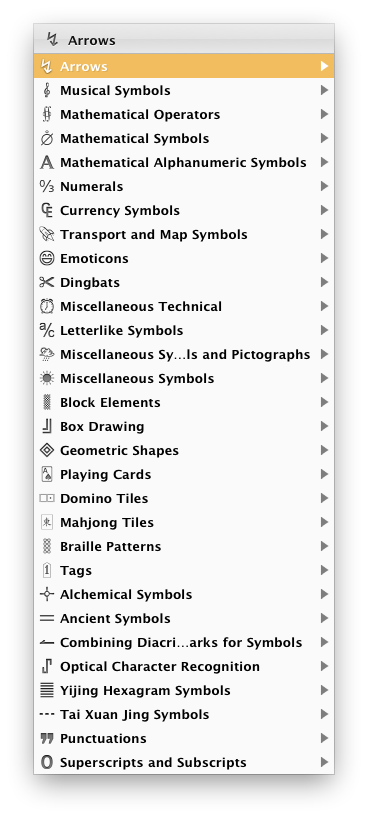 Arrows
Arrows
Musical Symbols
Mathematical Operators
Mathematical Symbols
Mathematical Alphanumeric Symbols
Numerals
Currency Symbols
Transport and Map Symbols
Emoticons
Dingbats
Miscellaneous Technical
Letterlike Symbols
Miscellaneous Sy...ls and Pictographs
Miscellaneous Symbols
Block Elements
Box Drawing
Geometric Shapes
Playing Cards
Domino Tiles
Mahjong Tiles
Braille Patterns
Tags
Alchemical Symbols
Ancient Symbols
Combining Diacri...arks for Symbols
Optical Character Recognition
Yijing Hexagram Symbols
Tai Xuan Jing Symbols
Punctuations
Superscripts and Subscripts